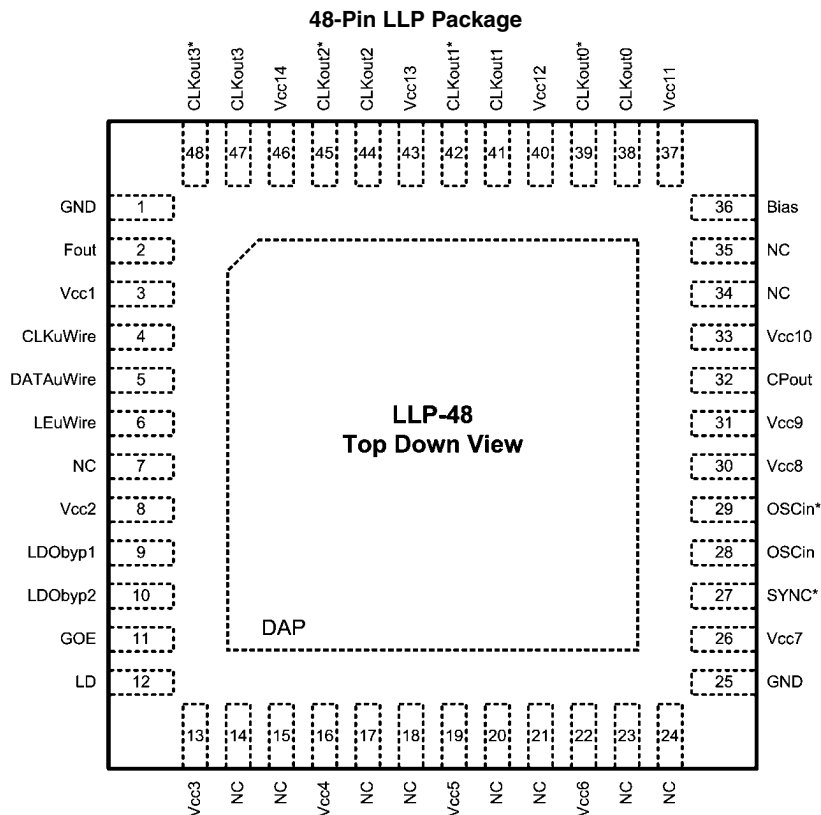 48-Pin LLP Package
CLKout3*
CLKout3
Vcc14
CLKout2*
CLKout2
Vcc13
CLKout1*
CLKout1
Vcc12
CLKout0*
CLKout0
Vcc11
48
47
46
45
44
43
42
41
40
39
38
37
GND 1
Fout 2
Vcc1 3
CLKuWire 4
DATAuWire 5
LEuWire 6
NC 7
Vcc2 8
LDObyp1 9
LDObyp2 10
GOE 11
LD 12
LLP-48
Top Down View
DAP
36 Bias
35 NC
34 NC
33 Vcc10
32 CPout
31 Vcc9
30 Vcc8
29 OSCin*
28 OSCin
27 SYNC*
26 Vcc7
25 GND
13
14
15
16
17
18
19
20
21
22
23
24
Vcc3
NC
NC
Vcc4
NC
NC
Vcc5
NC
NC
Vcc6
NC
NC